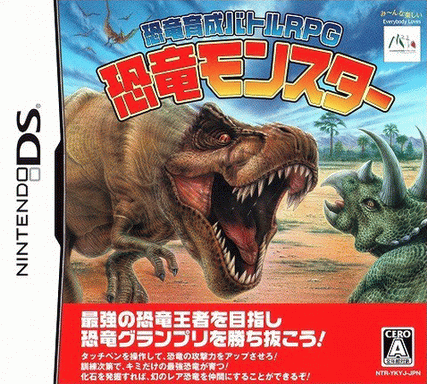 恐竜育成バトルRPG
恐竜モンスター
み〜んな楽しい
Everybody Loves
NINTENDO DS
最強の恐竜王者を目指し
恐竜グランプリを勝ち抜こう!
タッチペンを操作して、恐竜の攻撃力をアップさせろ!
訓練次第で、キミだけの最強恐竜が育つ!
化石を発掘すれば、幻のレア恐竜を仲間にすることができるぞ!
CERO
A
NTR-YKYJ-JPN